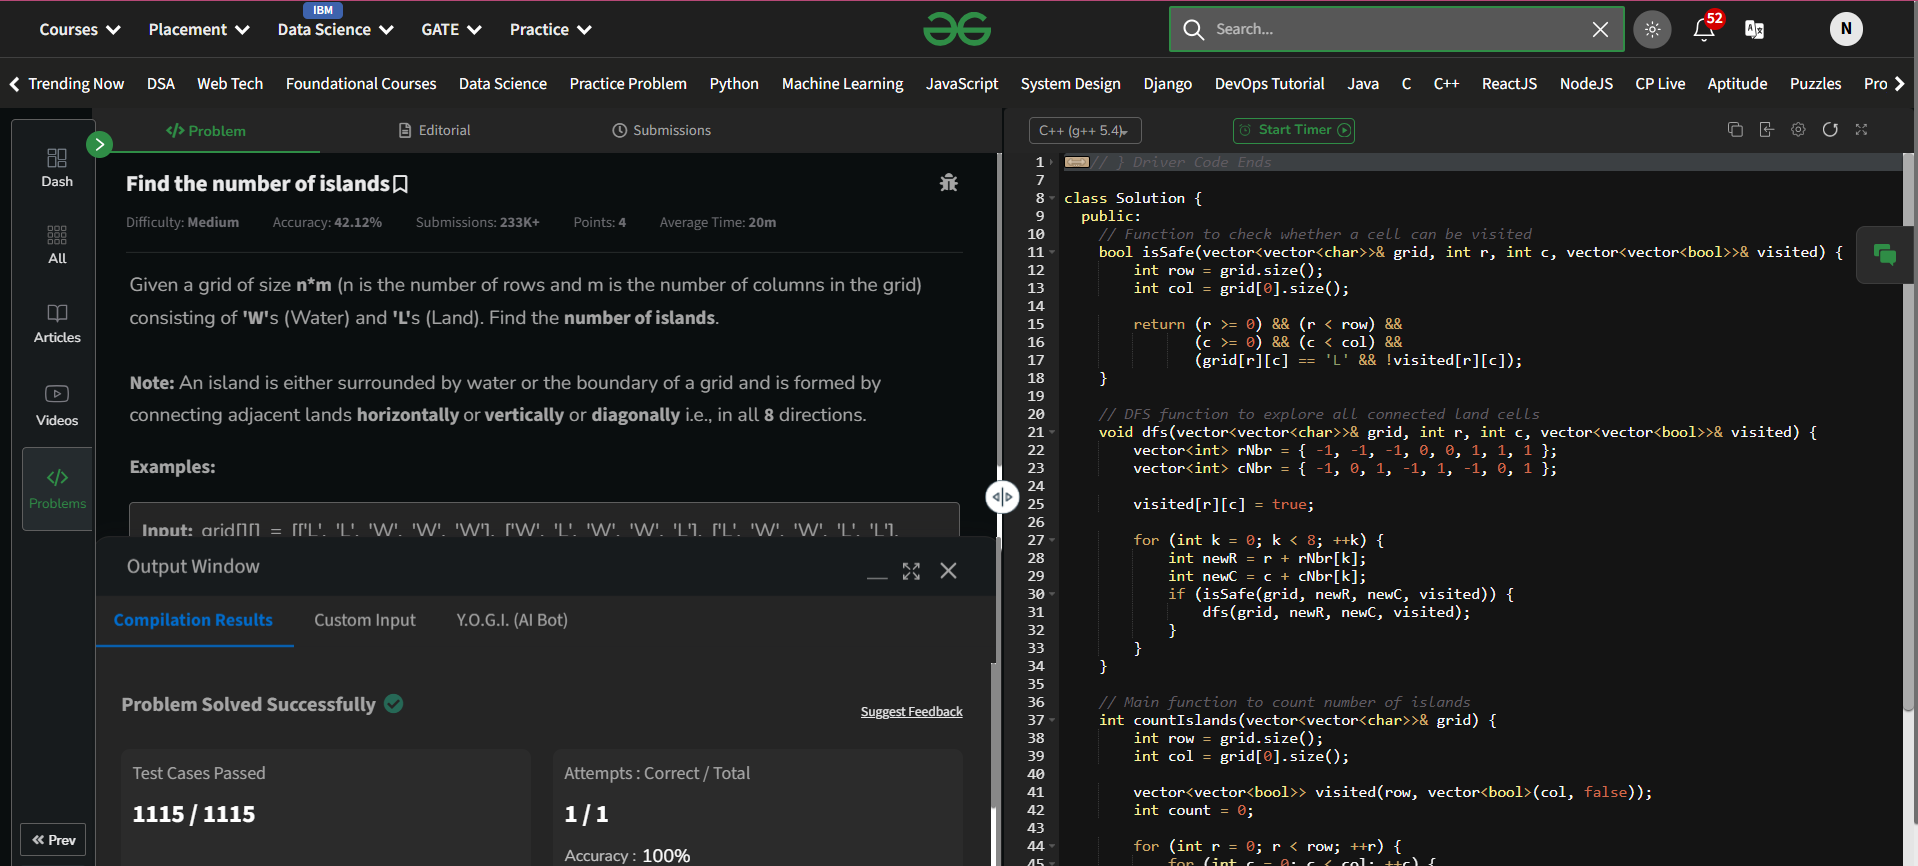 Courses Placement IBM Data Science GATE Practice Search... 52 N
Trending Now DSA Web Tech Foundational Courses Data Science Practice Problem Python Machine Learning JavaScript System Design Django DevOps Tutorial Java C C++ ReactJS NodeJS CP Live Aptitude Puzzles Pro
Dash
All
Articles
Videos
</> Problems
Prev
</> Problem Editorial Submissions
Find the number of islands
Difficulty: Medium Accuracy: 42.12% Submissions: 233K+ Points: 4 Average Time: 20m
Given a grid of size n*m (n is the number of rows and m is the number of columns in the grid)
consisting of 'W's (Water) and 'L's (Land). Find the number of islands.
Note: An island is either surrounded by water or the boundary of a grid and is formed by
connecting adjacent lands horizontally or vertically or diagonally i.e., in all 8 directions.
Examples:
Input: grid[][] = [['L', 'L', 'W', 'W', 'W'], ['W', 'L', 'W', 'W', 'L'], ['L', 'W', 'W', 'L', 'L'],
Output Window
Compilation Results Custom Input Y.O.G.I. (AI Bot)
Problem Solved Successfully
Suggest Feedback
Test Cases Passed
1115 / 1115
Attempts : Correct / Total
1 / 1
Accuracy : 100%
C++ (g++ 5.4) Start Timer
1 // } Driver Code Ends
7
8 class Solution {
9 public:
10 // Function to check whether a cell can be visited
11 bool isSafe(vector<vector<char>>& grid, int r, int c, vector<vector<bool>>& visited) {
12 int row = grid.size();
13 int col = grid[0].size();
14
15 return (r >= 0) && (r < row) &&
16 (c >= 0) && (c < col) &&
17 (grid[r][c] == 'L' && !visited[r][c]);
18 }
19
20 // DFS function to explore all connected land cells
21 void dfs(vector<vector<char>>& grid, int r, int c, vector<vector<bool>>& visited) {
22 vector<int> rNbr = { -1, -1, -1, 0, 0, 1, 1, 1 };
23 vector<int> cNbr = { -1, 0, 1, -1, 1, -1, 0, 1 };
24
25 visited[r][c] = true;
26
27 for (int k = 0; k < 8; ++k) {
28 int newR = r + rNbr[k];
29 int newC = c + cNbr[k];
30 if (isSafe(grid, newR, newC, visited)) {
31 dfs(grid, newR, newC, visited);
32 }
33 }
34 }
35
36 // Main function to count number of islands
37 int countIslands(vector<vector<char>>& grid) {
38 int row = grid.size();
39 int col = grid[0].size();
40
41 vector<vector<bool>> visited(row, vector<bool>(col, false));
42 int count = 0;
43
44 for (int r = 0; r < row; ++r) {
45 for (int c = 0; c < col; ++c) {